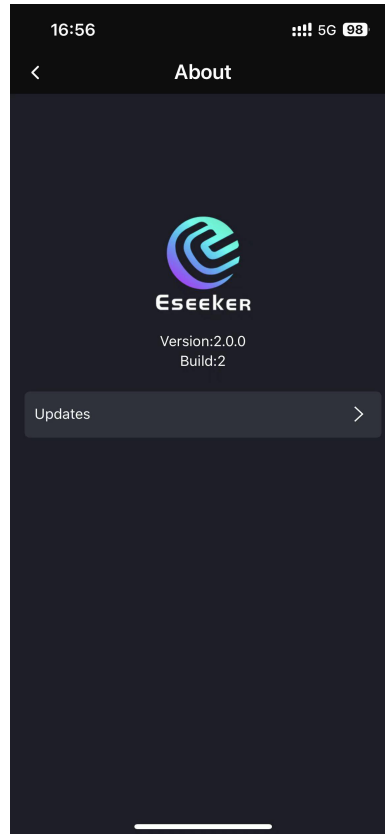 16:56 5G 98
About
ESEEKER
Version:2.0.0
Build:2
Updates